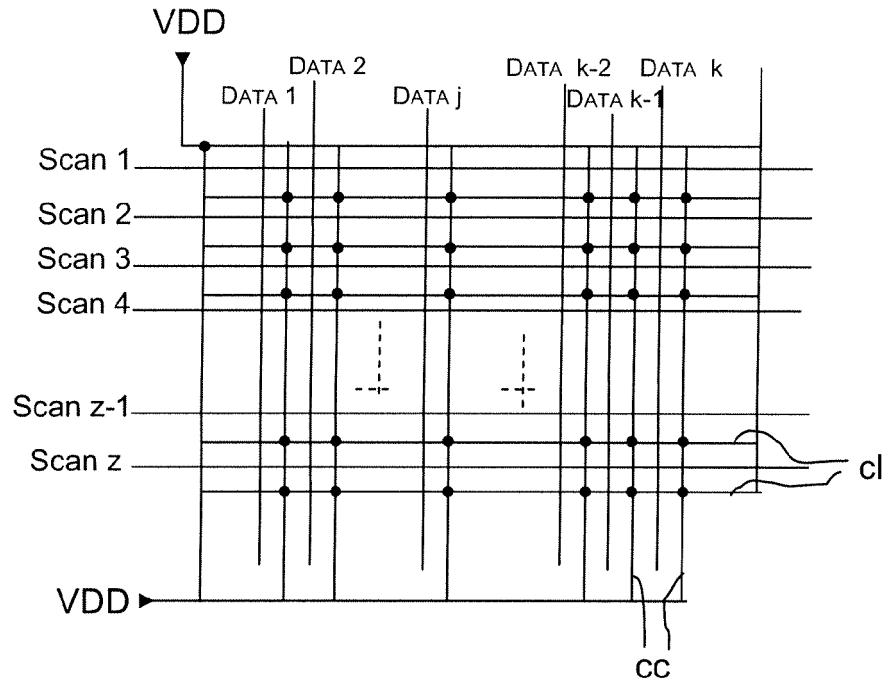 VDD
DATA 2
DATA k-2
DATA k
DATA 1
DATA j
DATA k-1
Scan 1
Scan 2
Scan 3
Scan 4
Scan z-1
Scan z
cl
VDD
cc